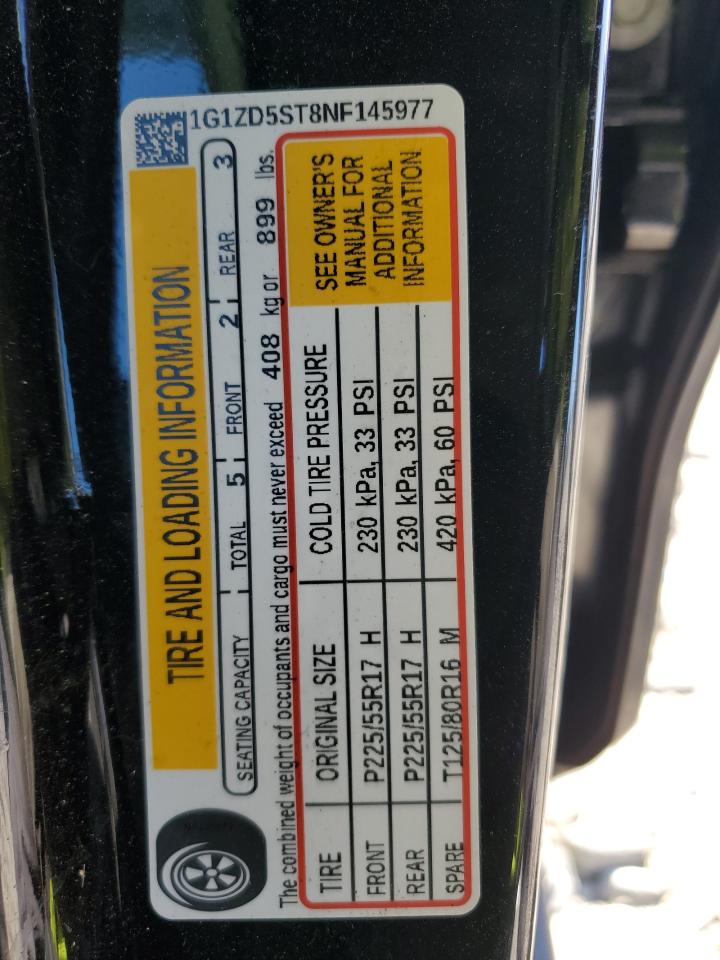 1G1ZD5ST8NF145977
TIRE AND LOADING INFORMATION
SEATING CAPACITY TOTAL 5 FRONT 2 REAR 3
The combined weight of occupants and cargo must never exceed 408 kg or 899 lbs.
TIRE ORIGINAL SIZE COLD TIRE PRESSURE
FRONT P225/55R17 H 230 kPa, 33 PSI
REAR P225/55R17 H 230 kPa, 33 PSI
SPARE T125/80R16 M 420 kPa, 60 PSI
SEE OWNER'S
MANUAL FOR
ADDITIONAL
INFORMATION